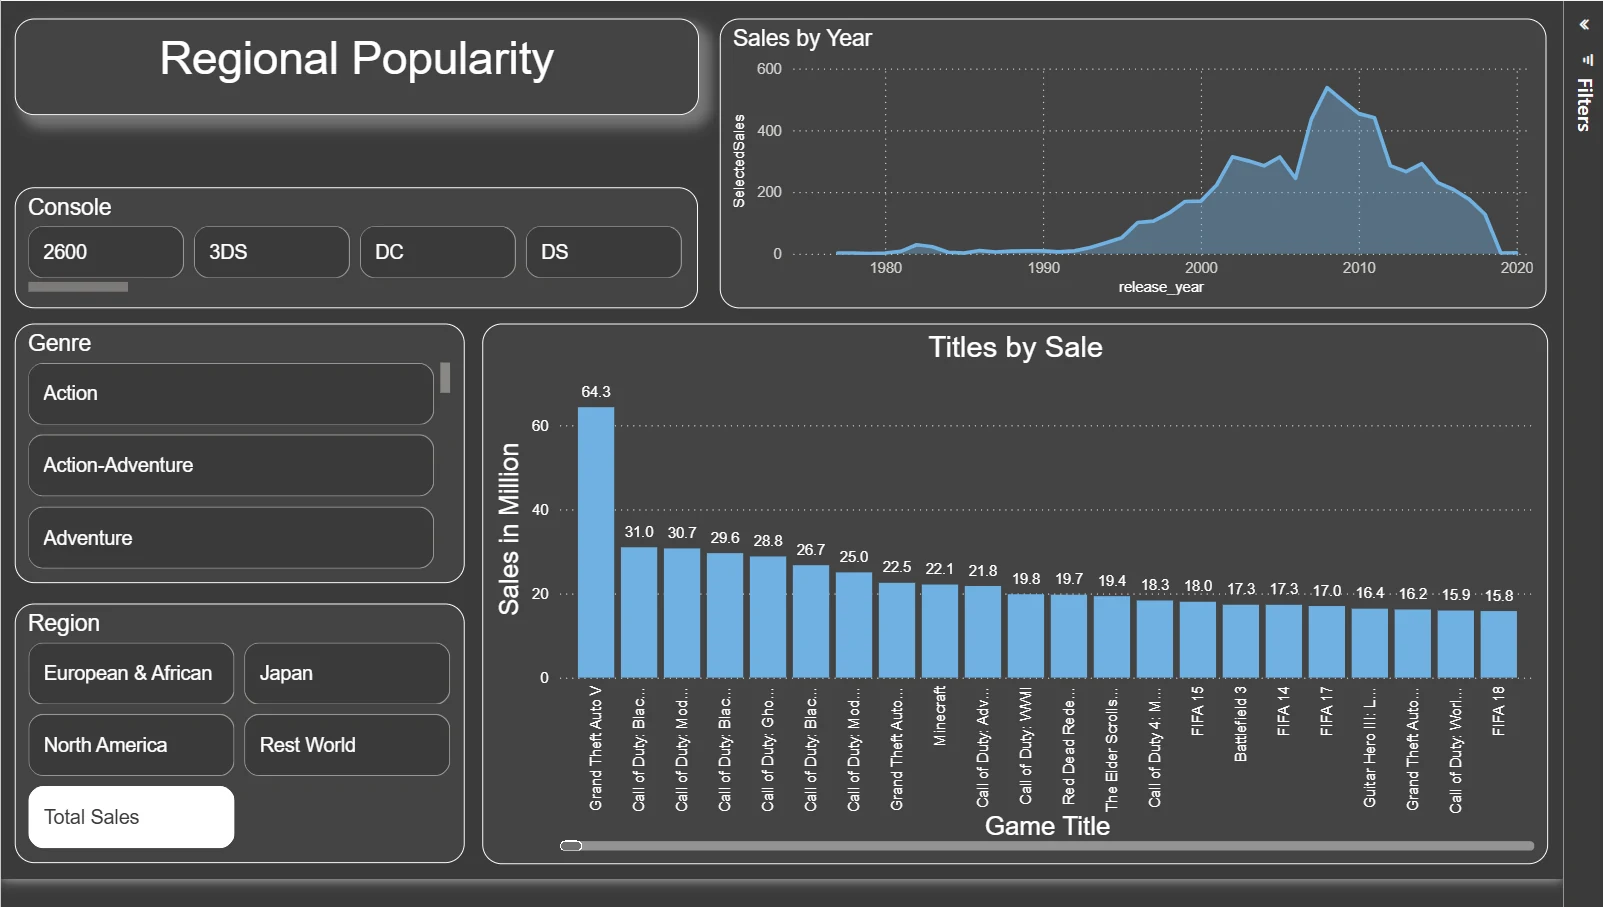 Regional Popularity
Sales by Year
SelectedSales
600
400
200
0
1980 1990 2000 2010 2020
release_year
« Filters
Console
2600 3DS DC DS
Genre
Action
Action-Adventure
Adventure
Region
European & African Japan
North America Rest World
Total Sales
Titles by Sale
Sales in Million
60
40
20
0
64.3 31.0 30.7 29.6 28.8 26.7 25.0 22.5 22.1 21.8 19.8 19.7 19.4 18.3 18.0 17.3 17.3 17.0 16.4 16.2 15.9 15.8
Grand Theft Auto V
Call of Duty: Blac...
Call of Duty: Mod...
Call of Duty: Blac...
Call of Duty: Gho...
Call of Duty: Blac...
Call of Duty: Mod...
Grand Theft Auto...
Minecraft
Call of Duty: Adv...
Call of Duty: WWII
Red Dead Rede...
The Elder Scrolls...
Call of Duty 4: M...
FIFA 15
Battlefield 3
FIFA 14
FIFA 17
Guitar Hero III: L...
Grand Theft Auto...
Call of Duty: Worl...
FIFA 18
Game Title